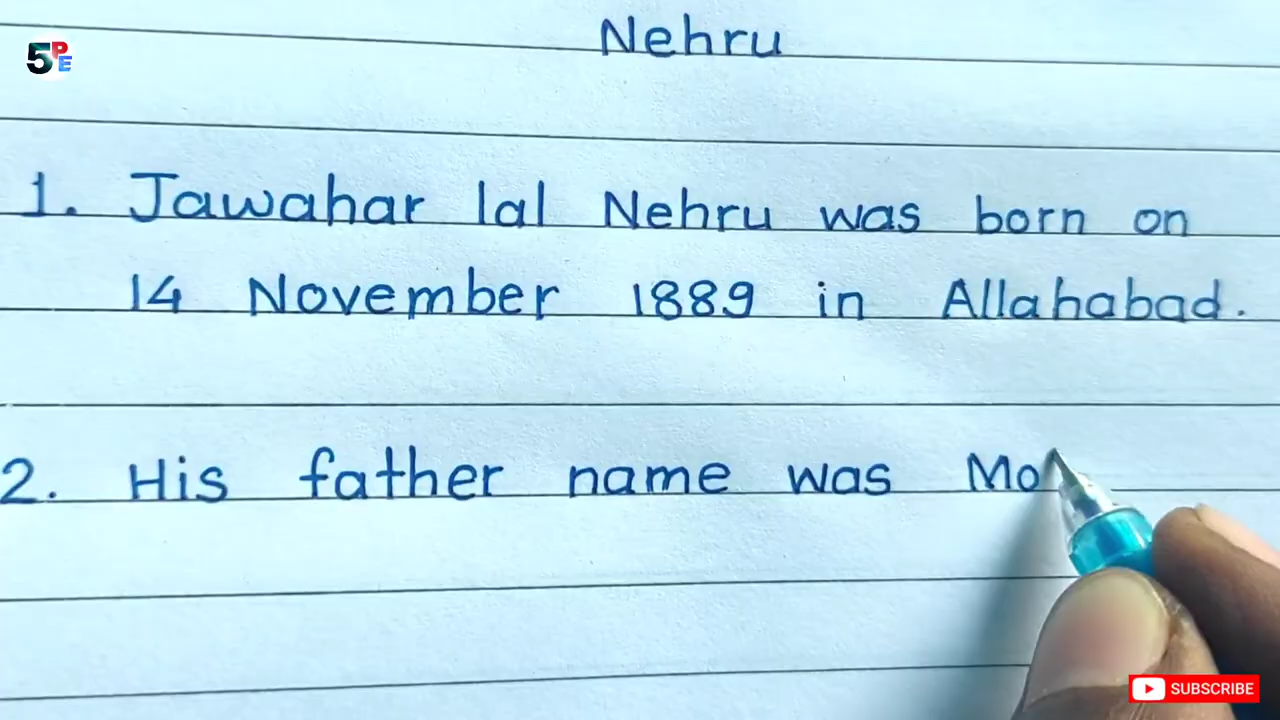 Nehru
5PE
1. Jawahar lal Nehru was born on
14 November 1889 in Allahabad.
2. His father name was Mo
SUBSCRIBE